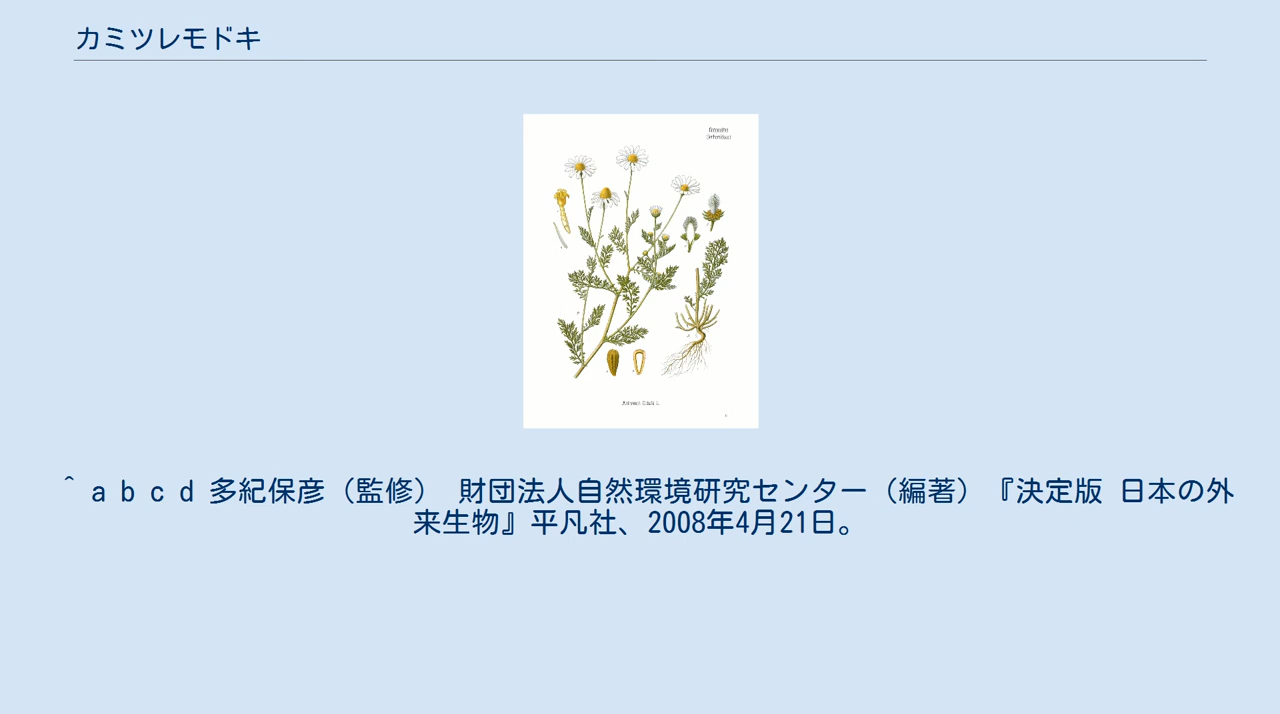 カミツレモドキ
^ a b c d 多紀保彦（監修） 財団法人自然環境研究センター（編著）『決定版 日本の外
来生物』平凡社、2008年4月21日。